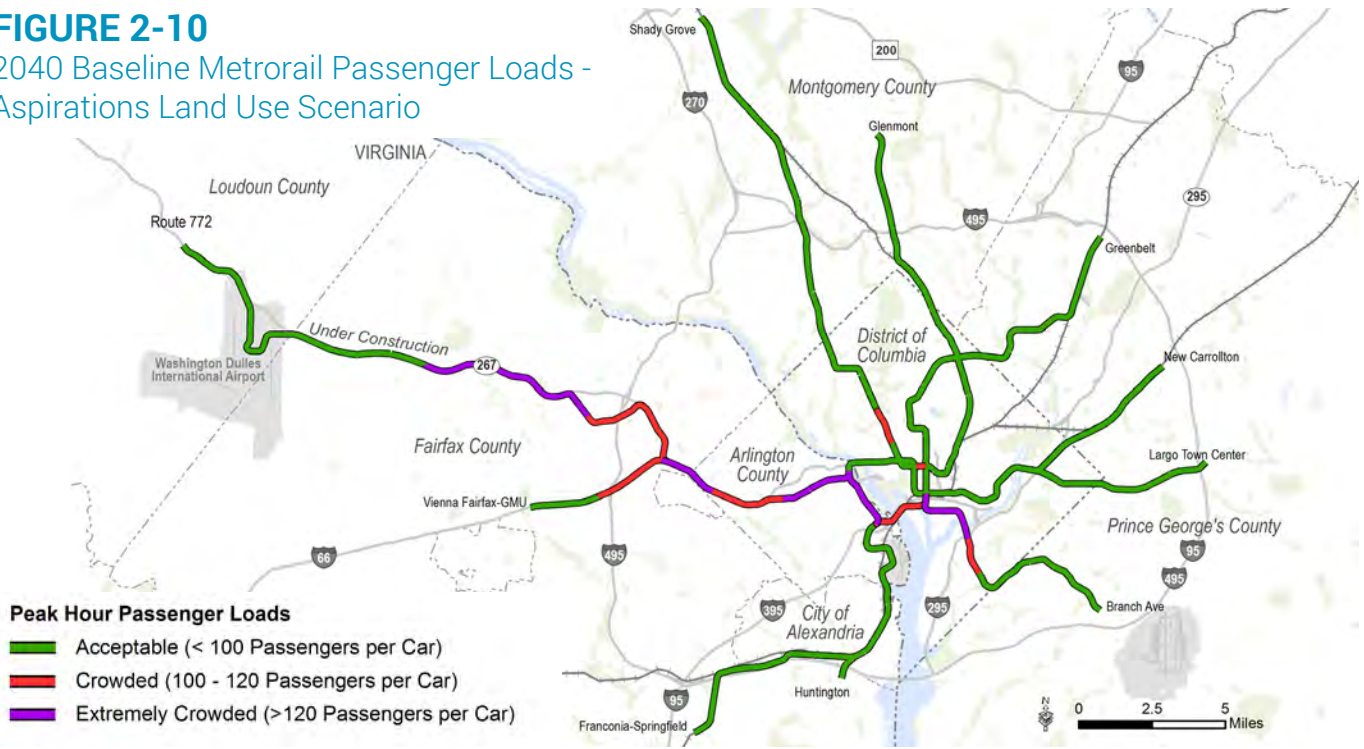 FIGURE 2-10
2040 Baseline Metrorail Passenger Loads -
Aspirations Land Use Scenario
Shady Grove
200
95
Montgomery County
270
Glenmont
VIRGINIA
Loudoun County
295
Route 772
495
Greenbelt
Under Construction
District of
Columbia
New Carrollton
Washington Dulles
International Airport
267
Fairfax County
Arlington
County
Largo Town Center
Vienna Fairfax-GMU
Prince George's County
66
495
95
495
Branch Ave
395
295
City of
Alexandria
Huntington
95
Franconia-Springfield
Peak Hour Passenger Loads
Acceptable (< 100 Passengers per Car)
Crowded (100 - 120 Passengers per Car)
Extremely Crowded (>120 Passengers per Car)
N
0 2.5 5
Miles